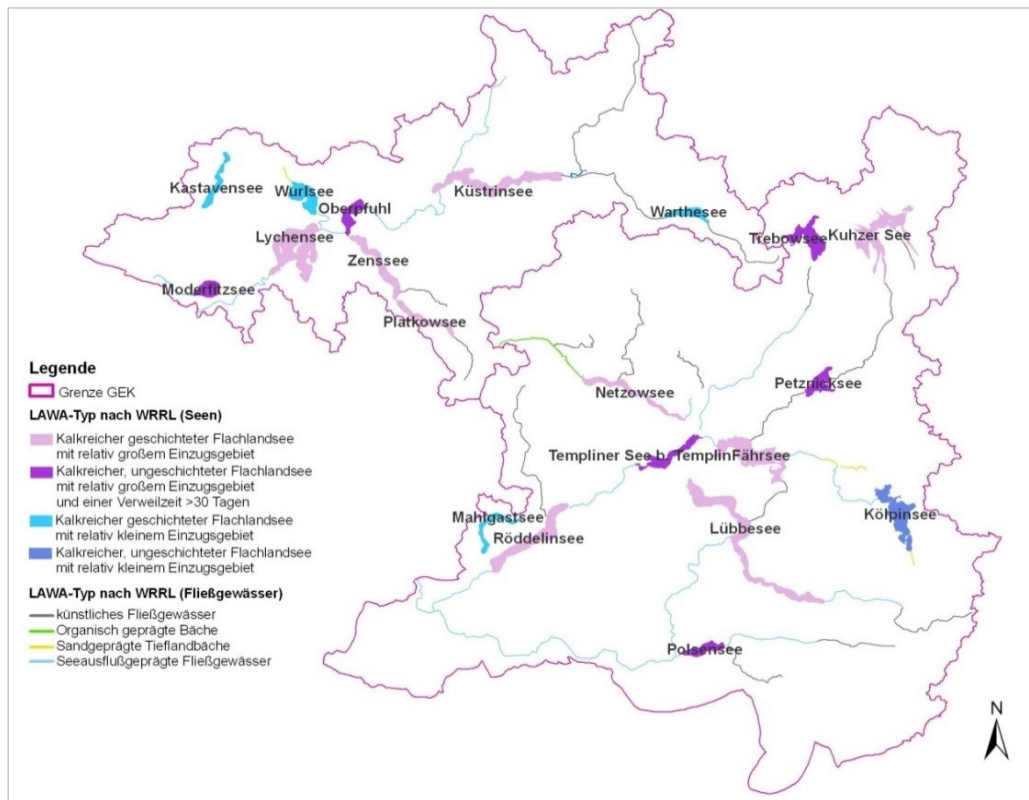 Kastavensee
Wurlsee
Oberpfuhl
Küstrinsee
Warthesee
Trebowsee
Kuhzer See
Lychensee
Zenssee
Moderfitzsee
Platkowsee
Netzowsee
Petznicksee
Templiner See b. Templin
Fährsee
Mahlgastsee
Röddelinsee
Lübbesee
Kölpinsee
Polsensee
Legende
Grenze GEK
LAWA-Typ nach WRRL (Seen)
Kalkreicher geschichteter Flachlandsee
mit relativ großem Einzugsgebiet
Kalkreicher, ungeschichteter Flachlandsee
mit relativ großem Einzugsgebiet
und einer Verweilzeit >30 Tagen
Kalkreicher geschichteter Flachlandsee
mit relativ kleinem Einzugsgebiet
Kalkreicher, ungeschichteter Flachlandsee
mit relativ kleinem Einzugsgebiet
LAWA-Typ nach WRRL (Fließgewässer)
künstliches Fließgewässer
Organisch geprägte Bäche
Sandgeprägte Tieflandbäche
Seeausflußgeprägte Fließgewässer
N